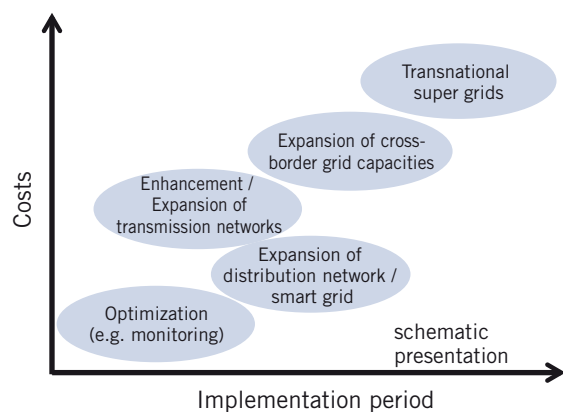 Costs
Transnational
super grids
Expansion of cross-
border grid capacities
Enhancement /
Expansion of
transmission networks
Expansion of
distribution network /
smart grid
Optimization
(e.g. monitoring)
schematic
presentation
Implementation period